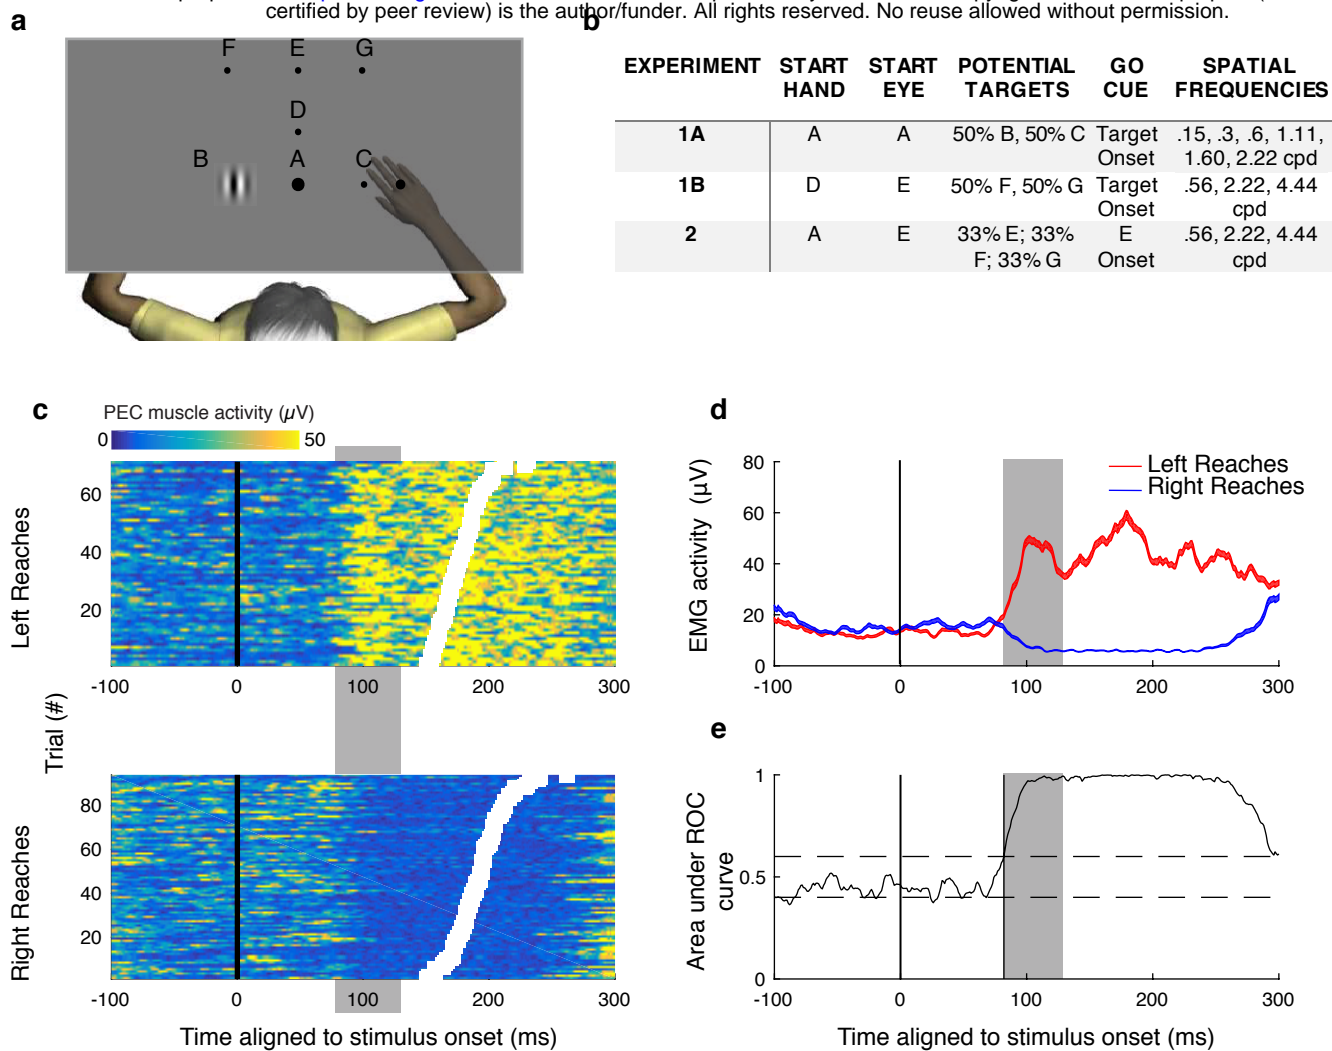 certified by peer review) is the author/funder. All rights reserved. No reuse allowed without permission.
a
F E G
D
B A C
b
EXPERIMENT START HAND START EYE POTENTIAL TARGETS GO CUE SPATIAL FREQUENCIES
1A A A 50% B, 50% C Target Onset .15, .3, .6, 1.11, 1.60, 2.22 cpd
1B D E 50% F, 50% G Target Onset .56, 2.22, 4.44 cpd
2 A E 33% E; 33% F; 33% G E Onset .56, 2.22, 4.44 cpd
c
PEC muscle activity (µV)
0 50
Left Reaches
60
40
20
-100 0 100 200 300
Trial (#)
Right Reaches
80
60
40
20
-100 0 100 200 300
Time aligned to stimulus onset (ms)
d
EMG activity (µV)
80
60
40
20
0
Left Reaches
Right Reaches
-100 0 100 200 300
e
Area under ROC curve
1
0.5
0
-100 0 100 200 300
Time aligned to stimulus onset (ms)